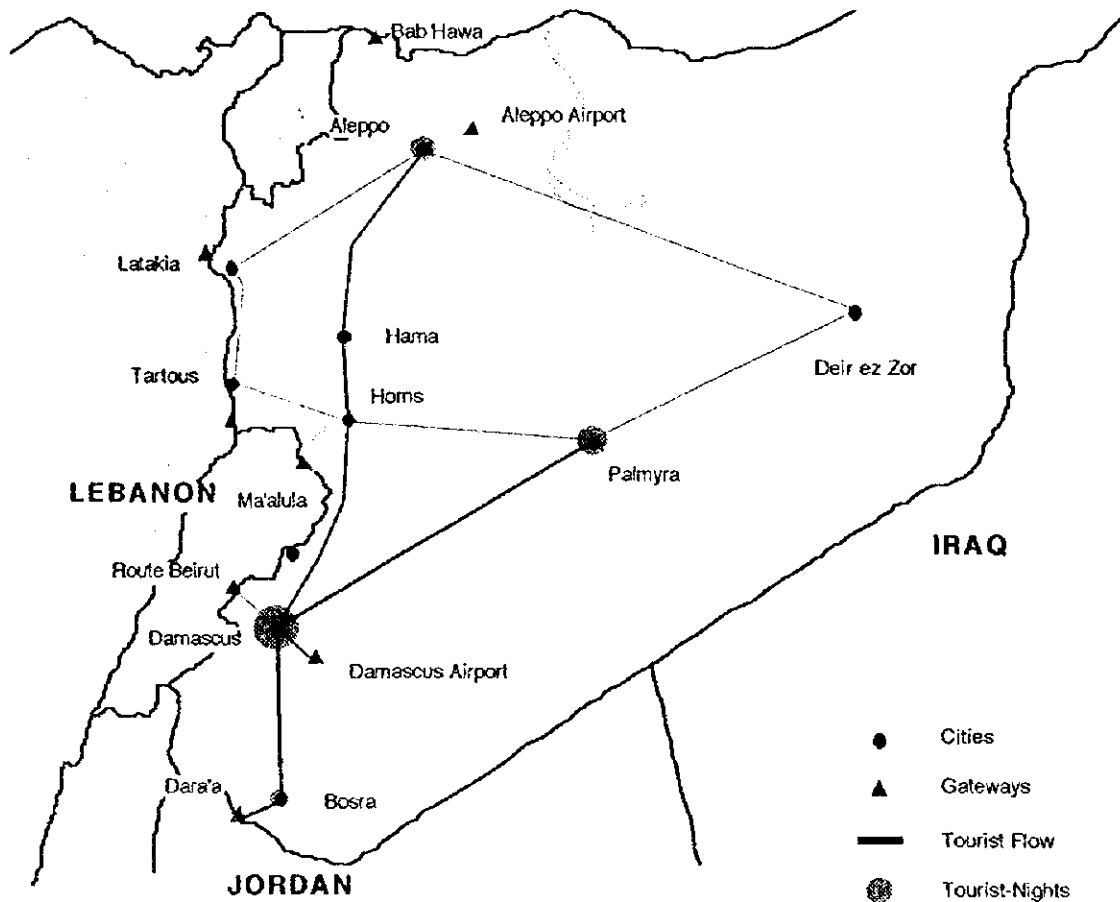 Bab Hawa
Aleppo Airport
Aleppo
Latakia
Hama
Deir ez Zor
Tartous
Homs
Palmyra
LEBANON
Ma'alula
IRAQ
Route Beirut
Damascus
Damascus Airport
Cities
Dara'a
Gateways
Bosra
Tourist Flow
JORDAN
Tourist-Nights